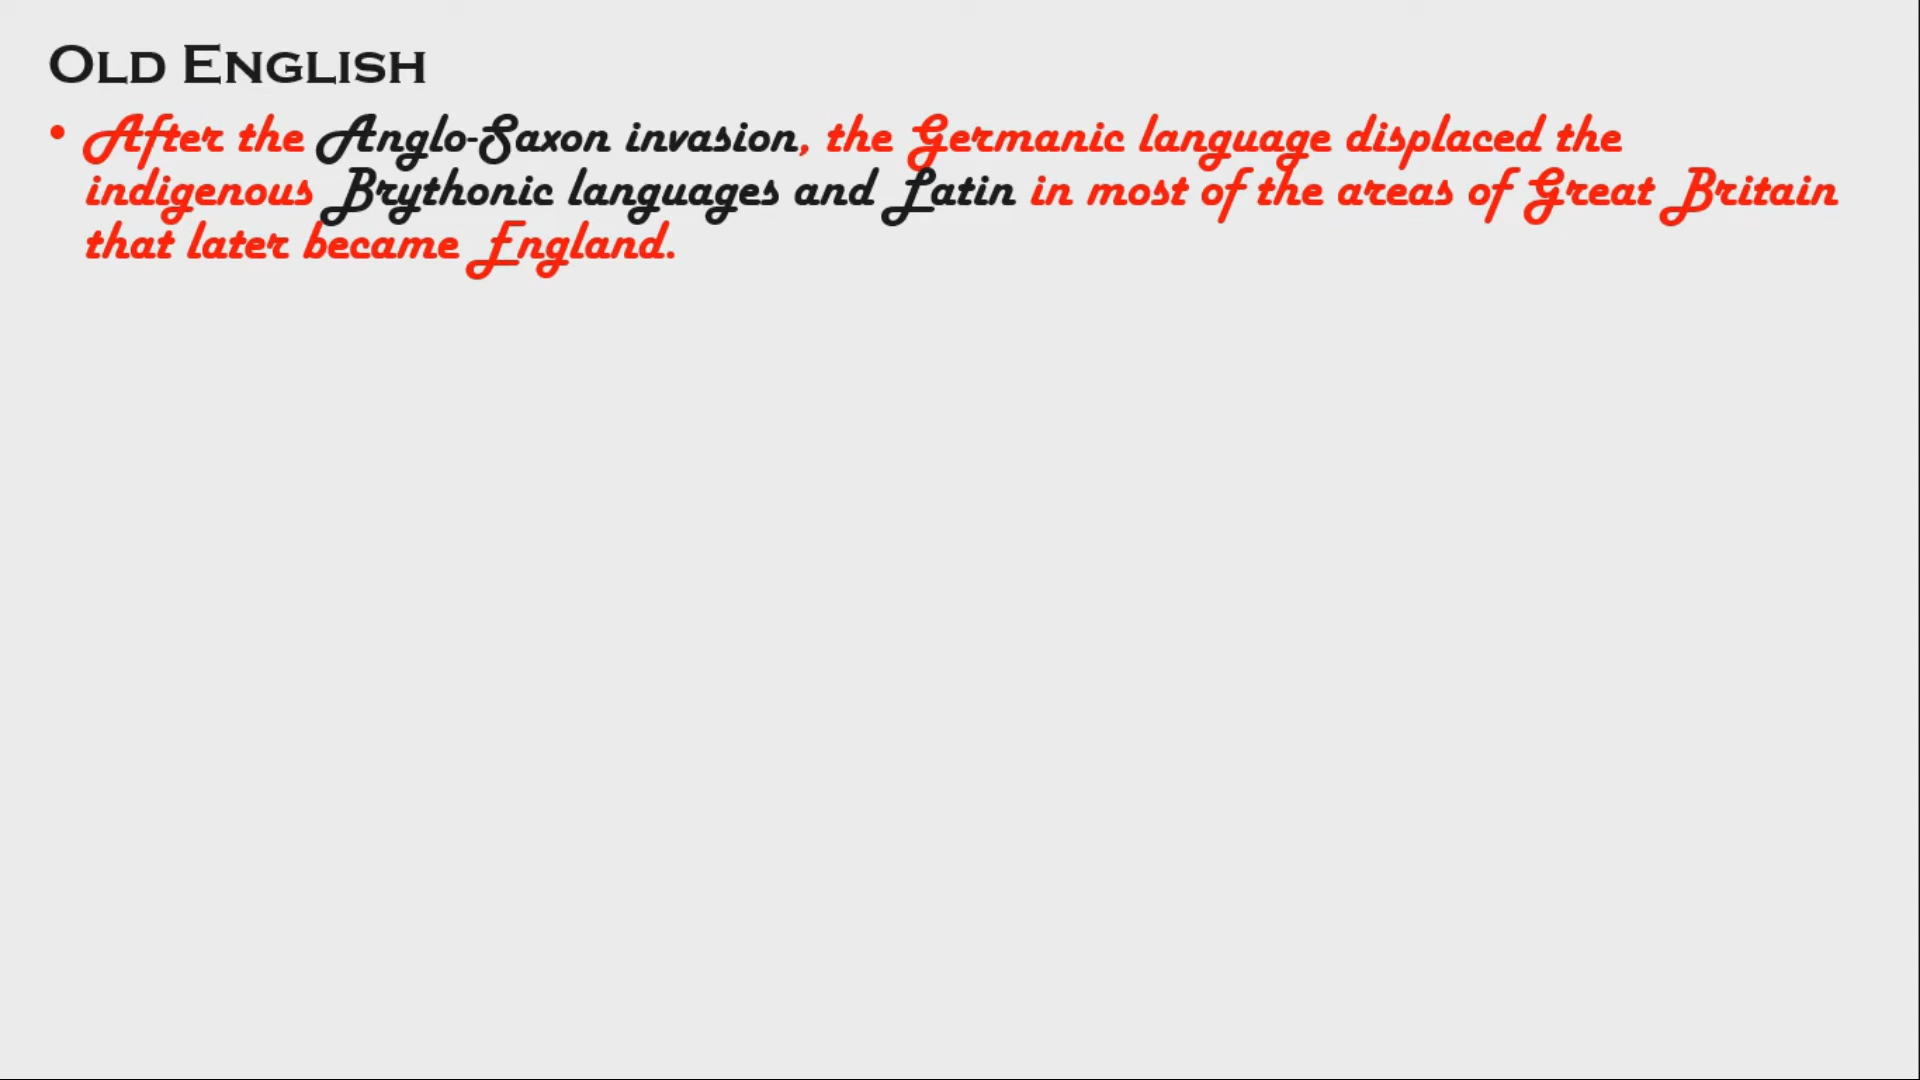 Old English
• After the Anglo-Saxon invasion, the Germanic language displaced the
indigenous Brythonic languages and Latin in most of the areas of Great Britain
that later became England.